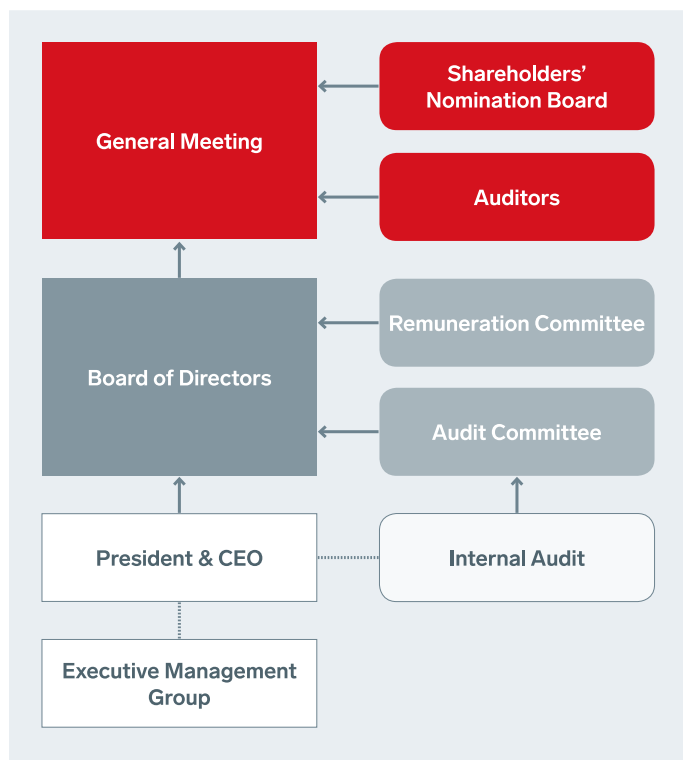 Shareholders’
Nomination Board
General Meeting
Auditors
Remuneration Committee
Board of Directors
Audit Committee
President & CEO
Internal Audit
Executive Management
Group